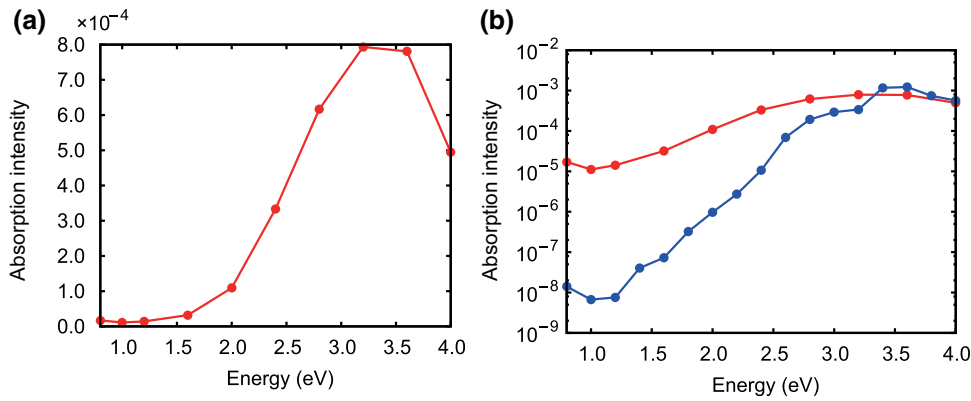 (a)
×10⁻⁴
8.0
7.0
6.0
5.0
4.0
3.0
2.0
1.0
0.0
Absorption intensity
1.0 1.5 2.0 2.5 3.0 3.5 4.0
Energy (eV)
(b)
10⁻²
10⁻³
10⁻⁴
10⁻⁵
10⁻⁶
10⁻⁷
10⁻⁸
10⁻⁹
Absorption intensity
1.0 1.5 2.0 2.5 3.0 3.5 4.0
Energy (eV)